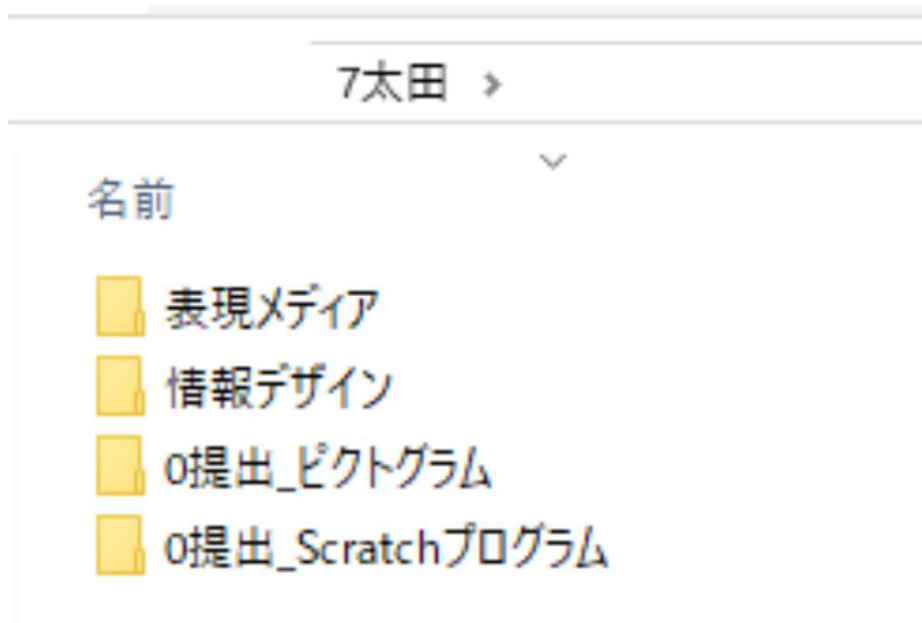 7太田
名前
表現メディア
情報デザイン
0提出_ピクトグラム
0提出_Scratchプログラム